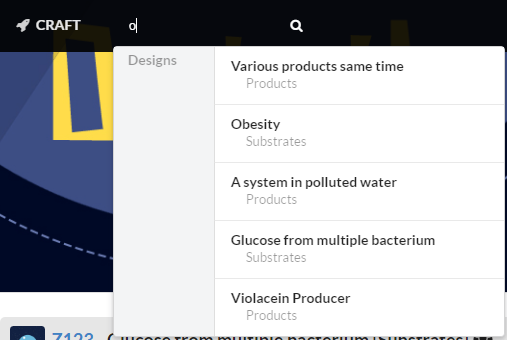 CRAFT
o
Designs
Various products same time
Products
Obesity
Substrates
A system in polluted water
Products
Glucose from multiple bacterium
Substrates
Violacein Producer
Products
7123 Glucose from multiple bacterium [Substrates]